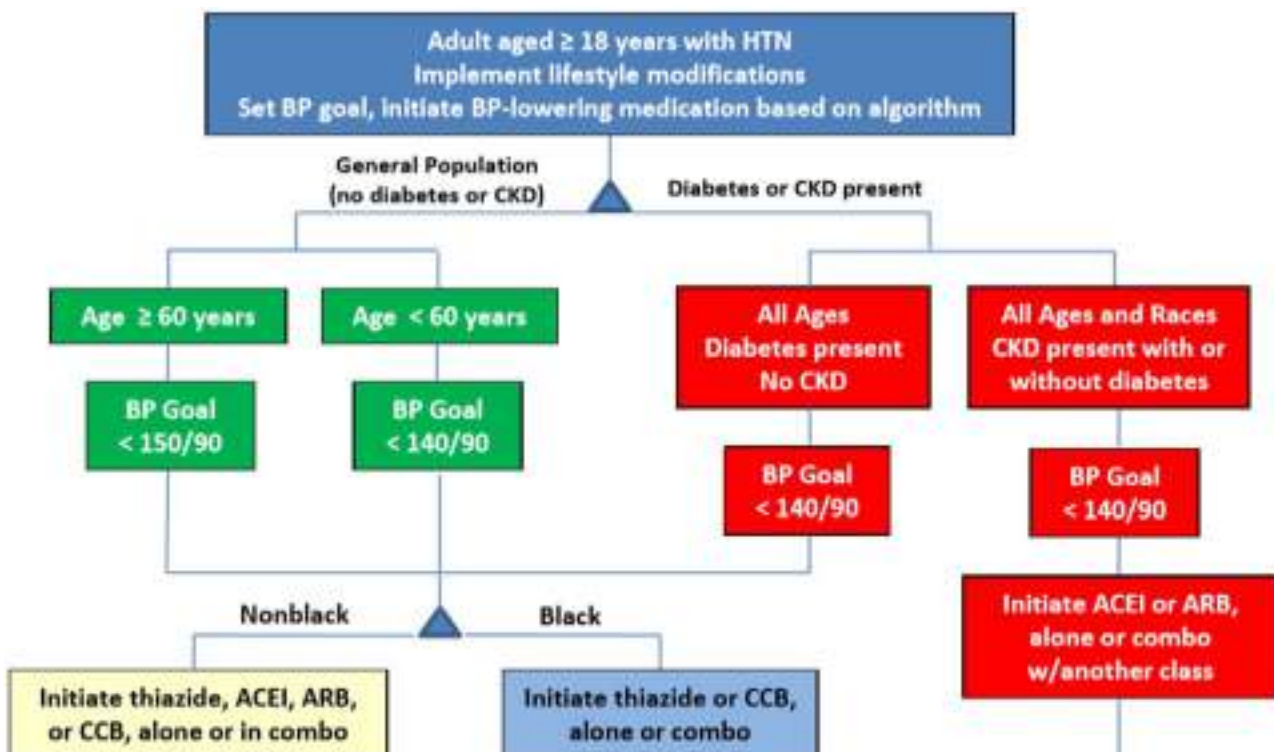 Adult aged ≥ 18 years with HTN
Implement lifestyle modifications
Set BP goal, initiate BP-lowering medication based on algorithm
General Population
(no diabetes or CKD)
Diabetes or CKD present
Age ≥ 60 years
Age < 60 years
All Ages
Diabetes present
No CKD
All Ages and Races
CKD present with or
without diabetes
BP Goal
< 150/90
BP Goal
< 140/90
BP Goal
< 140/90
BP Goal
< 140/90
Nonblack
Black
Initiate ACEI or ARB,
alone or combo
w/another class
Initiate thiazide, ACEI, ARB,
or CCB, alone or in combo
Initiate thiazide or CCB,
alone or combo